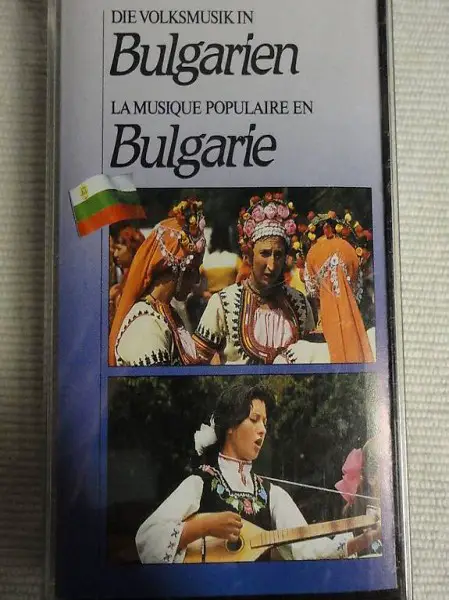 DIE VOLKSMUSIK IN
Bulgarien
LA MUSIQUE POPULAIRE EN
Bulgarie